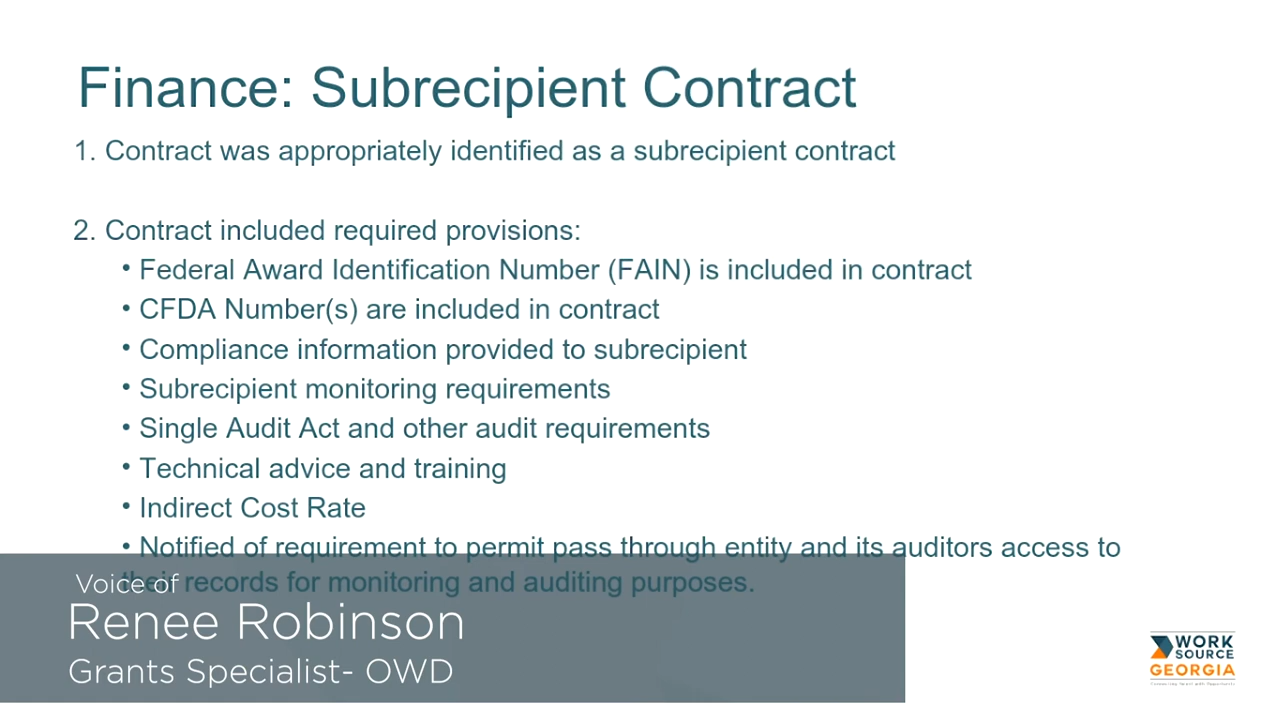 Finance: Subrecipient Contract
1. Contract was appropriately identified as a subrecipient contract
2. Contract included required provisions:
• Federal Award Identification Number (FAIN) is included in contract
• CFDA Number(s) are included in contract
• Compliance information provided to subrecipient
• Subrecipient monitoring requirements
• Single Audit Act and other audit requirements
• Technical advice and training
• Indirect Cost Rate
• Notified of requirement to permit pass through entity and its auditors access to
their records for monitoring and auditing purposes.
Voice of
Renee Robinson
Grants Specialist- OWD
WORK
SOURCE
GEORGIA